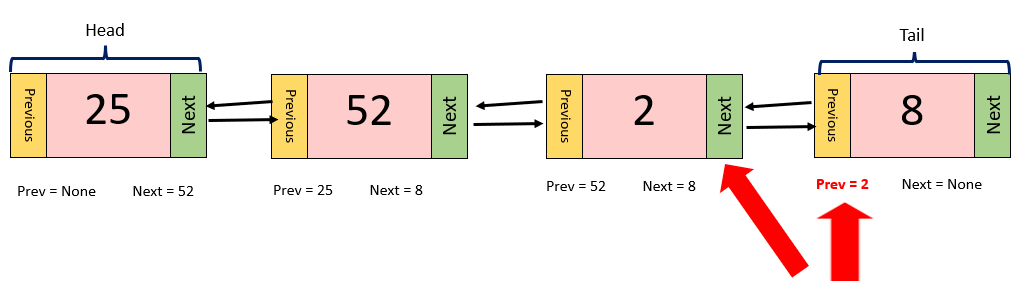 Head
Tail
Previous 25 Next
Previous 52 Next
Previous 2 Next
Previous 8 Next
Prev = None Next = 52
Prev = 25 Next = 8
Prev = 52 Next = 8
Prev = 2 Next = None